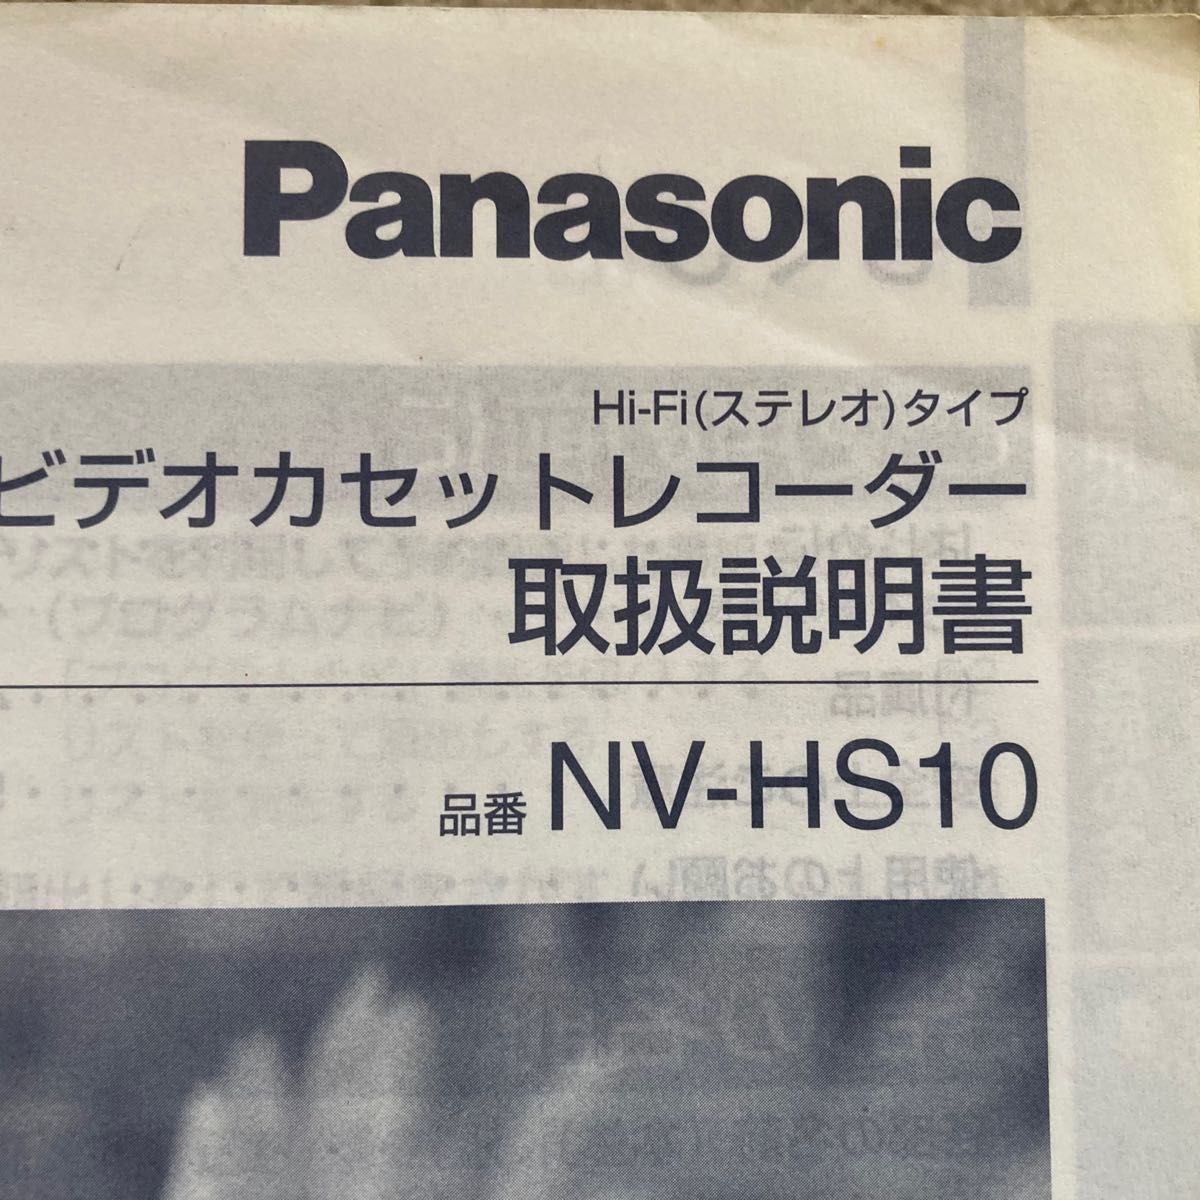 Panasonic
Hi-Fi(ステレオ)タイプ
ビデオカセットレコーダー
取扱説明書
品番 NV-HS10